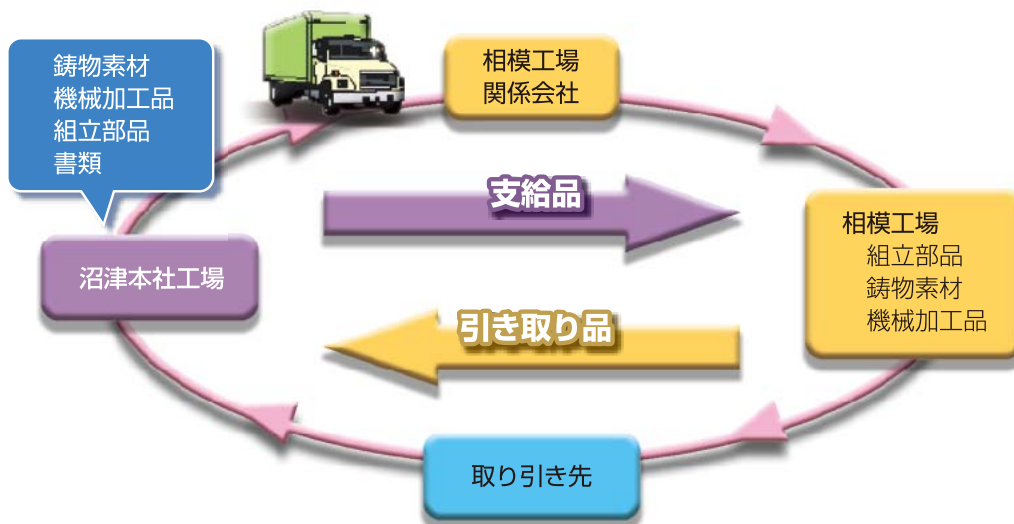 鋳物素材
機械加工品
組立部品
書類
相模工場
関係会社
支給品
沼津本社工場
相模工場
組立部品
鋳物素材
機械加工品
引き取り品
取り引き先